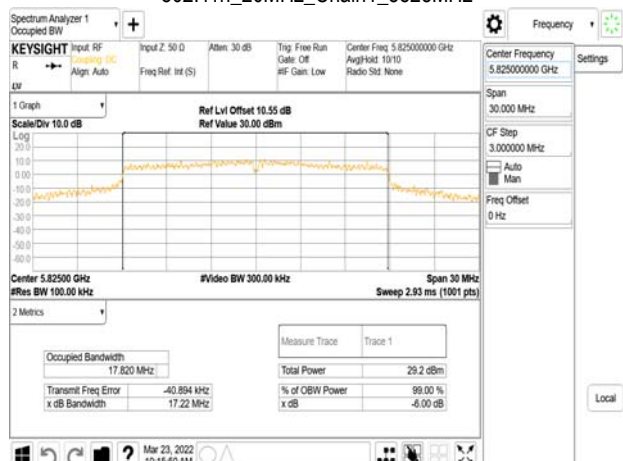 Spectrum Analyzer 1
Occupied BW
Frequency
KEYSIGHT
Input: RF
Coupling: DC
Align: Auto
Input Z: 50 Ω
Freq Ref: Int (S)
Atten: 30 dB
Trig: Free Run
Gate: Off
#IF Gain: Low
Center Freq: 5.825000000 GHz
Avg|Hold: 10/10
Radio Std: None
R
LVI
Center Frequency
5.825000000 GHz
Settings
Span
30.000 MHz
CF Step
3.000000 MHz
Auto
Man
Freq Offset
0 Hz
Local
1 Graph
Scale/Div 10.0 dB
Ref Lvl Offset 10.55 dB
Ref Value 30.00 dBm
Log
20.0
10.0
0.00
-10.0
-20.0
-30.0
-40.0
-50.0
-60.0
Center 5.82500 GHz
#Res BW 100.00 kHz
#Video BW 300.00 kHz
Span 30 MHz
Sweep 2.93 ms (1001 pts)
2 Metrics
Measure Trace
Trace 1
Occupied Bandwidth
17.820 MHz
Total Power
29.2 dBm
Transmit Freq Error
-40.894 kHz
% of OBW Power
99.00 %
x dB Bandwidth
17.22 MHz
x dB
-6.00 dB
?
Mar 23, 2022